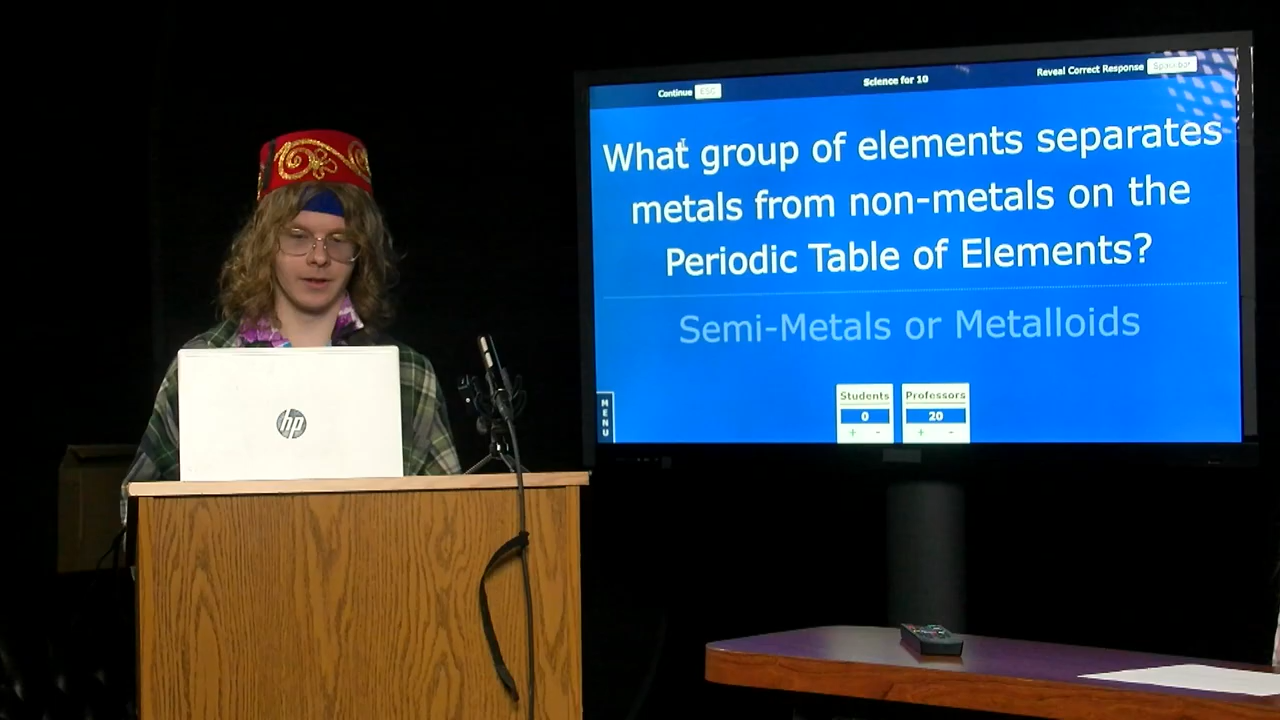 Continue ESC
Science for 10
Reveal Correct Response Spacebar
What group of elements separates
metals from non-metals on the
Periodic Table of Elements?
Semi-Metals or Metalloids
MENU
Students Professors
0 20
+ - + -
hp